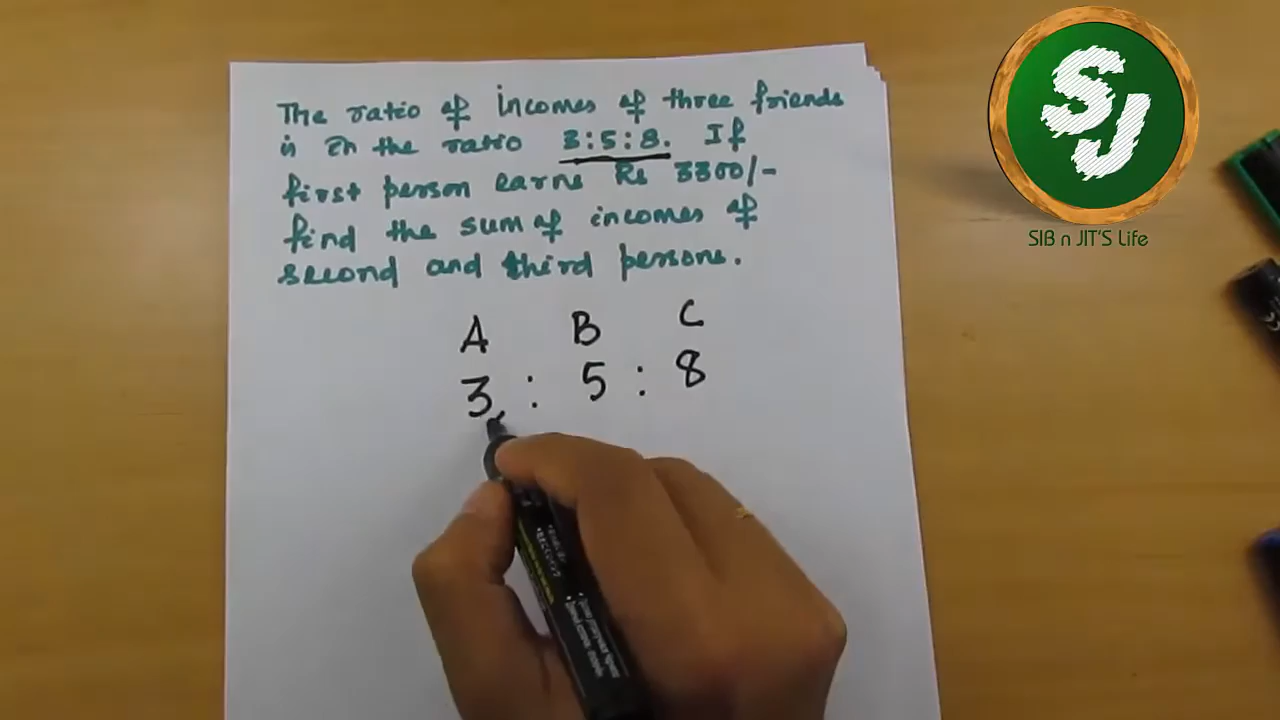 The ratio of incomes of three friends
is in the ratio 3:5:8. If
first person earns Rs 3300/-
find the sum of incomes of
second and third persons.
A B C
3 : 5 : 8
SJ
SIB n JIT'S Life